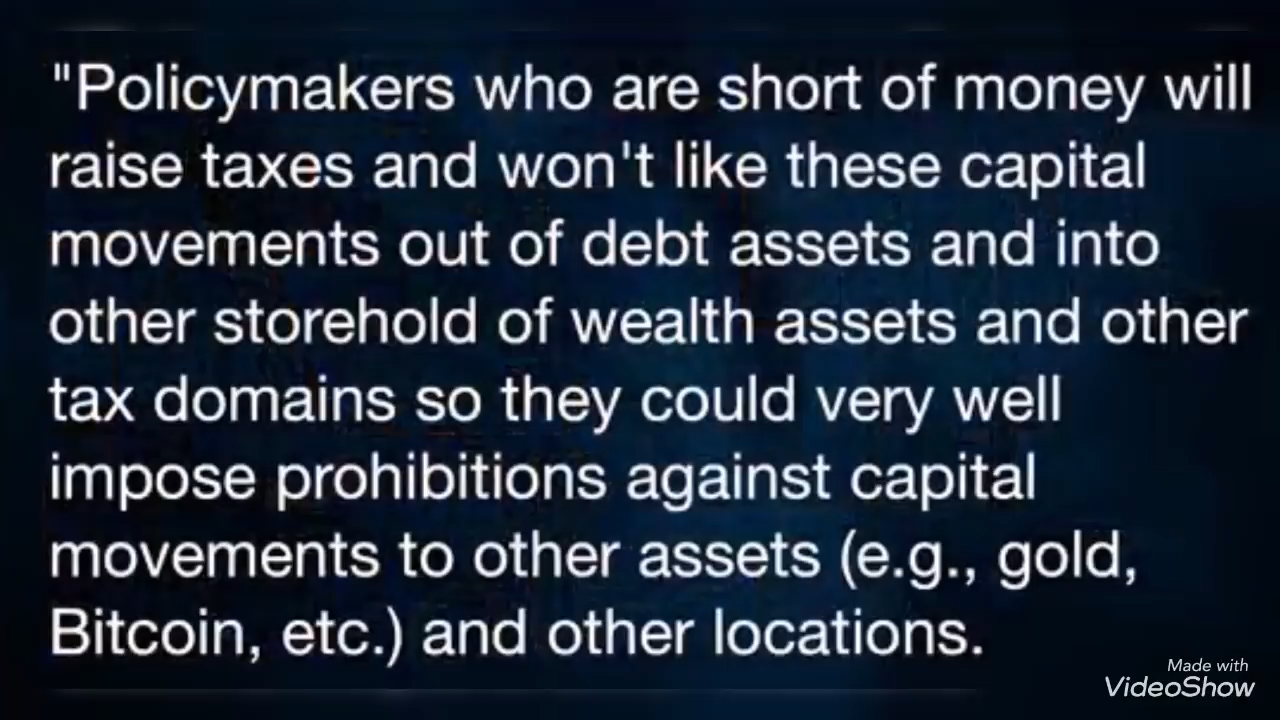 "Policymakers who are short of money will
raise taxes and won't like these capital
movements out of debt assets and into
other storehold of wealth assets and other
tax domains so they could very well
impose prohibitions against capital
movements to other assets (e.g., gold,
Bitcoin, etc.) and other locations.
Made with
VideoShow